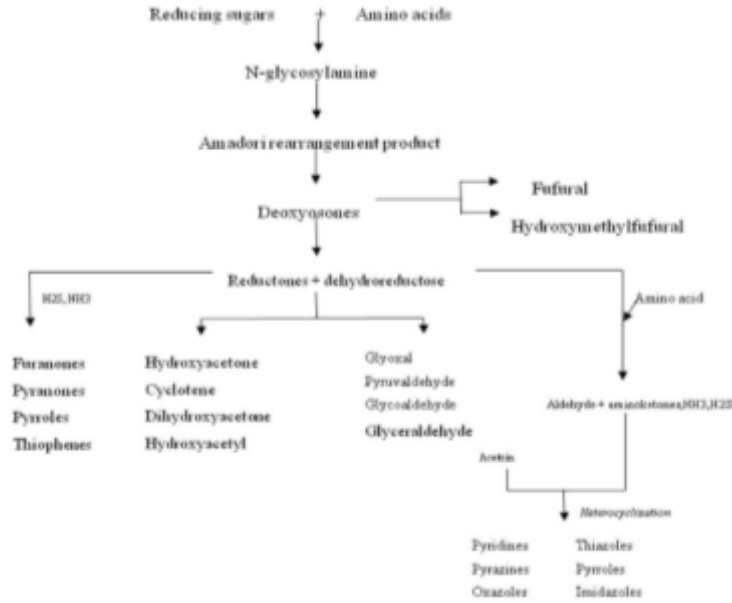 Reducing sugars + Amino acids
N-glycosylamine
Amadori rearrangement product
Deoxyosones
Fufural
Hydroxymethylfufural
Reductones + dehydroreductose
H2S, NH3
Amino acid
Furanones
Pyranones
Pyrroles
Thiophenes
Hydroxyacetone
Cyclotene
Dihydroxyacetone
Hydroxyacetyl
Glyoxal
Pyruvaldehyde
Glycoaldehyde
Glyceraldehyde
Aldehyde + aminoketones,NH3,H2S
Heterocyclization
Pyridines
Pyrazines
Oxazoles
Thiazoles
Pyrroles
Imidazoles